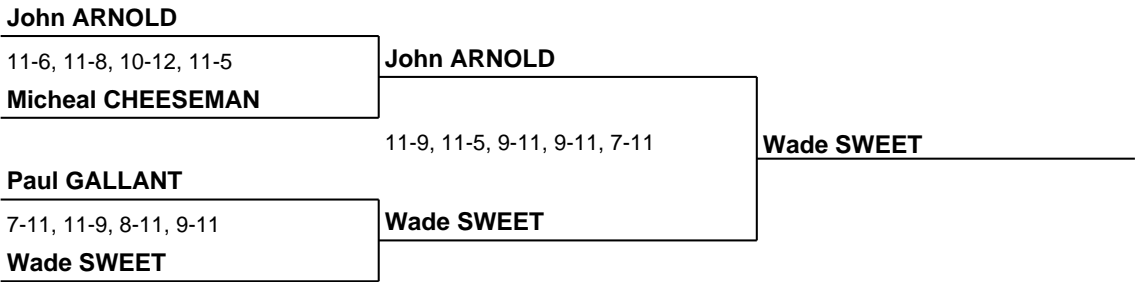 John ARNOLD
11-6, 11-8, 10-12, 11-5
Micheal CHEESEMAN
John ARNOLD
11-9, 11-5, 9-11, 9-11, 7-11
Wade SWEET
Paul GALLANT
7-11, 11-9, 8-11, 9-11
Wade SWEET
Wade SWEET